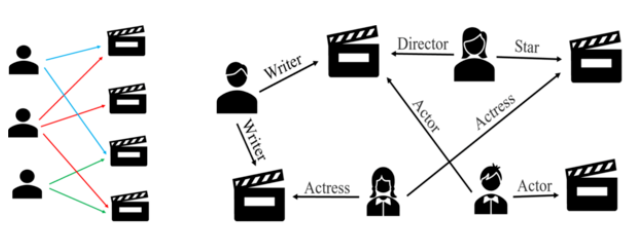 Director
Star
Writer
Actor
Actress
Writer
Actress
Actor